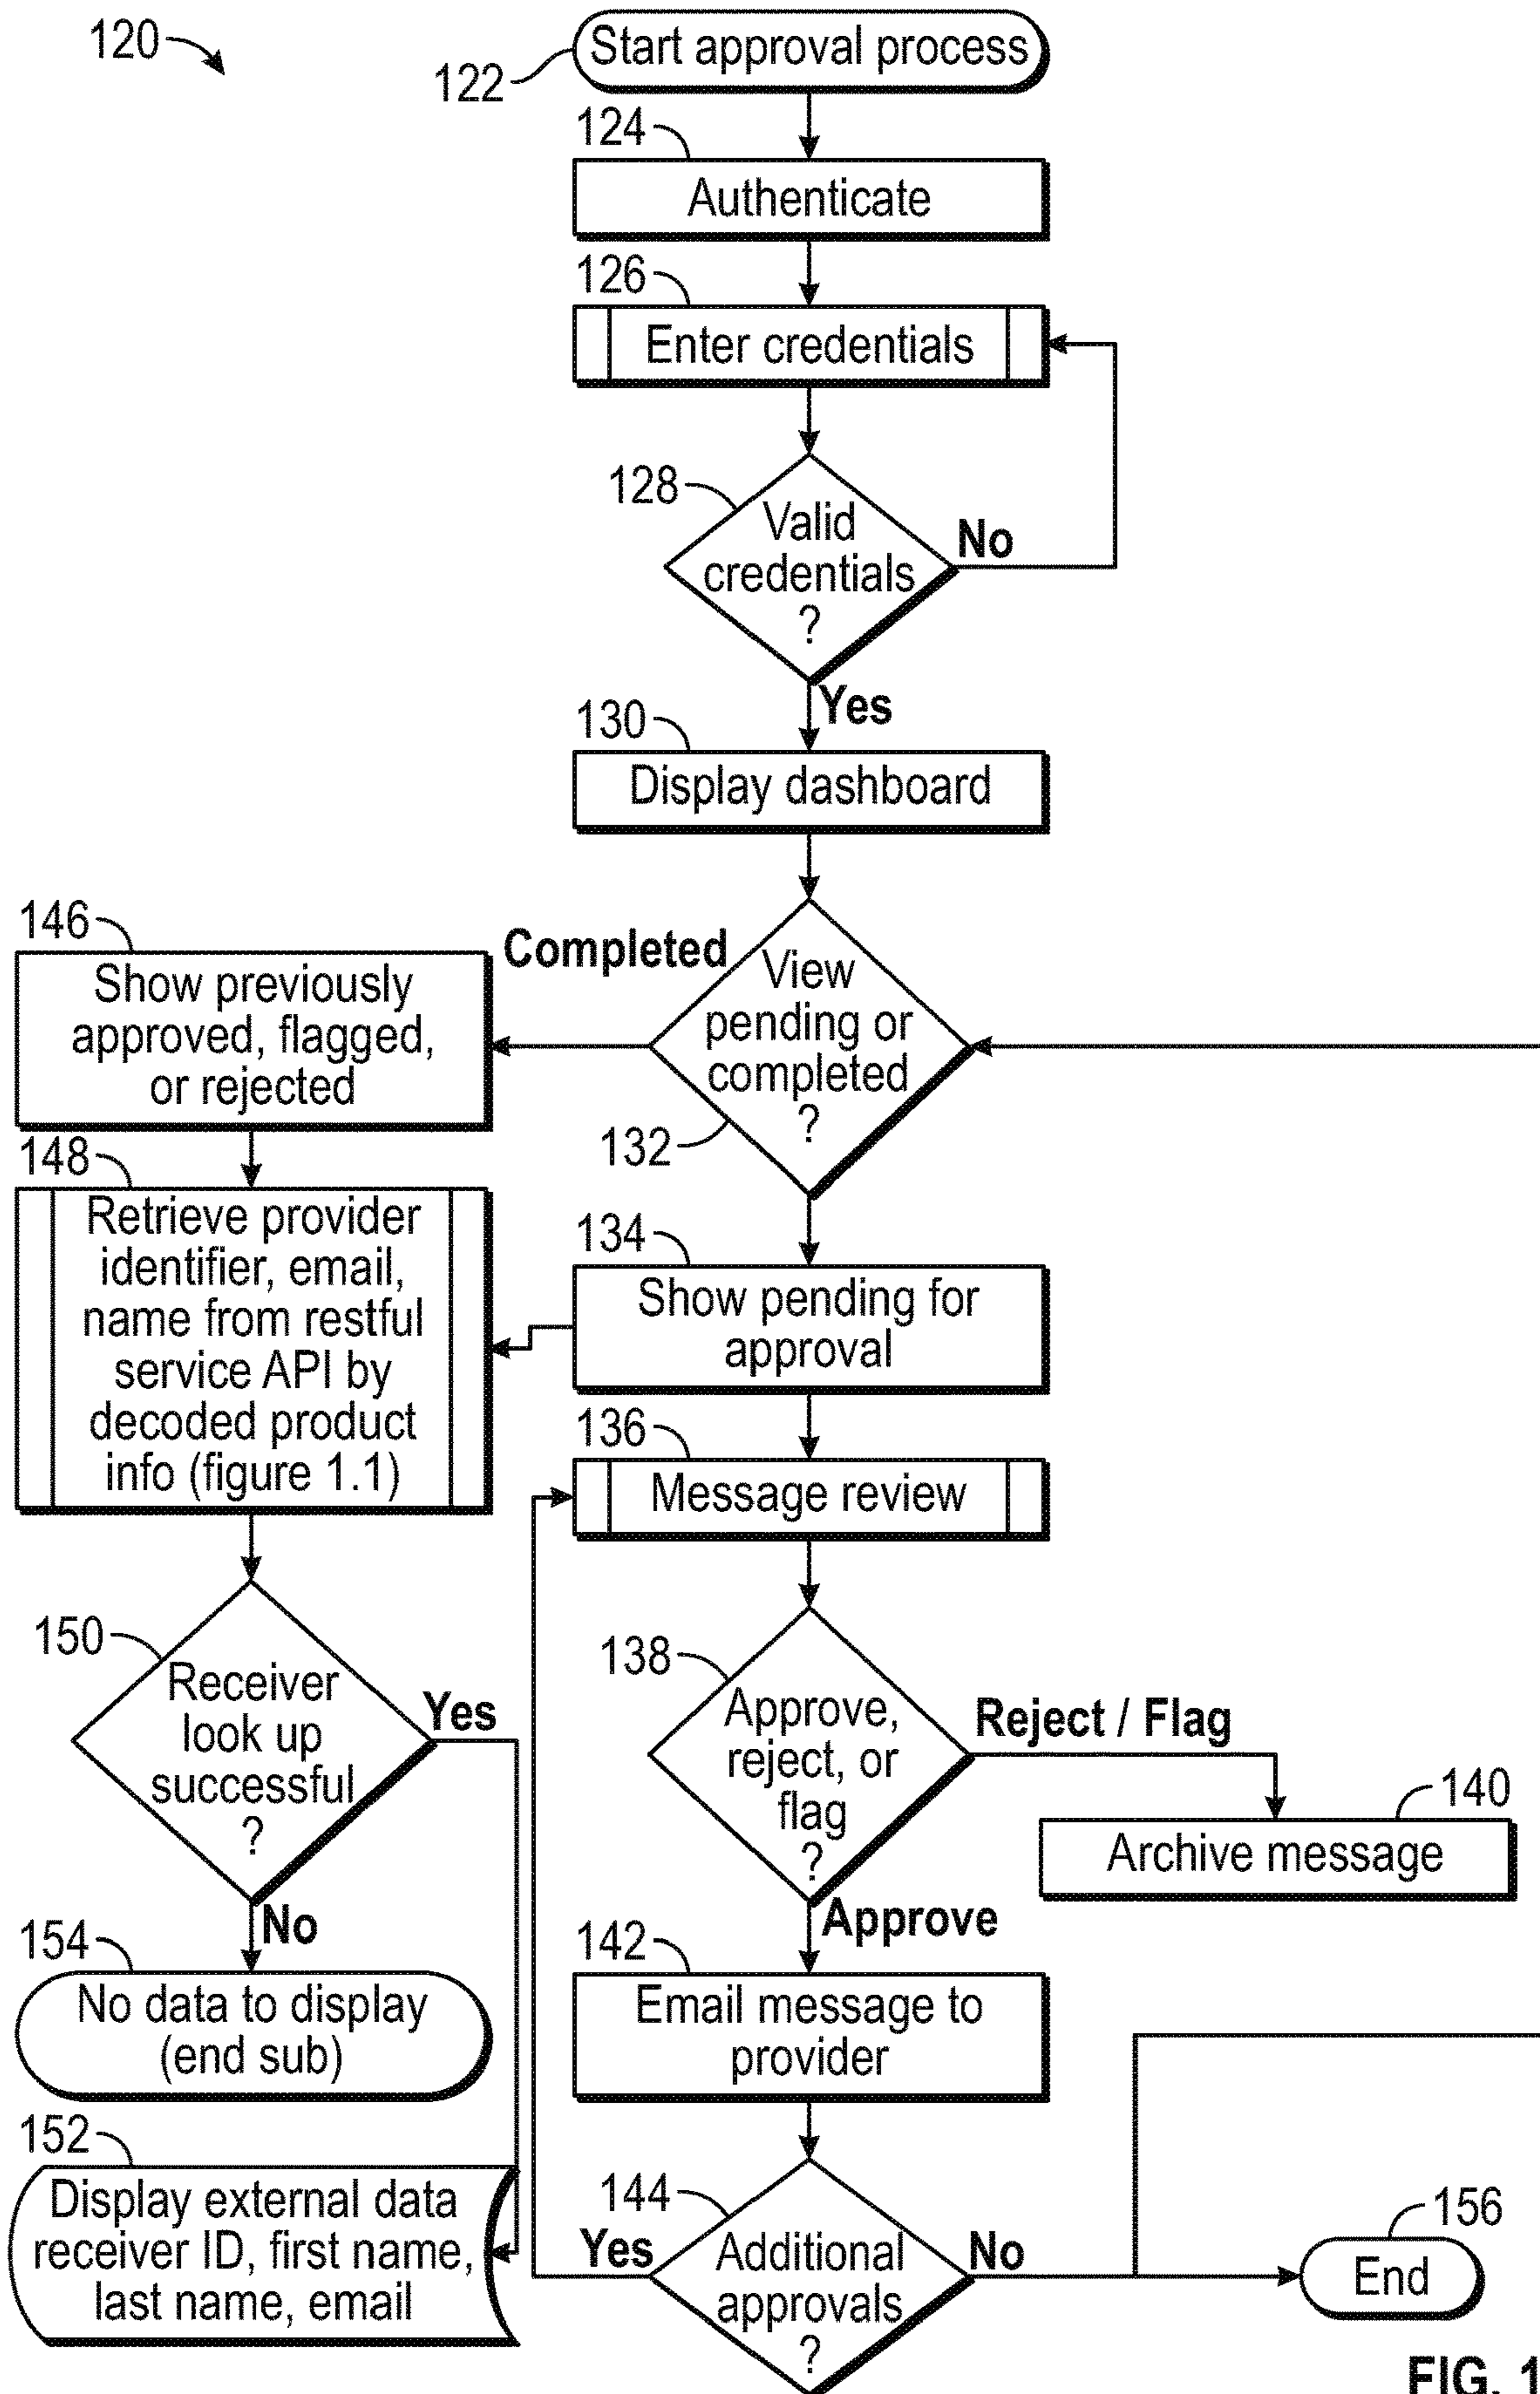 120
122
Start approval process
124
Authenticate
126
Enter credentials
128
Valid
credentials
?
No
Yes
130
Display dashboard
146
Show previously
approved, flagged,
or rejected
Completed
View
pending or
completed
?
132
148
Retrieve provider
identifier, email,
name from restful
service API by
decoded product
info (figure 1.1)
134
Show pending for
approval
136
Message review
150
Receiver
look up
successful
?
Yes
No
138
Approve,
reject, or
flag
?
Reject / Flag
140
Archive message
Approve
154
No data to display
(end sub)
142
Email message to
provider
152
Display external data
receiver ID, first name,
last name, email
144
Yes
Additional
approvals
?
No
156
End
FIG. 1